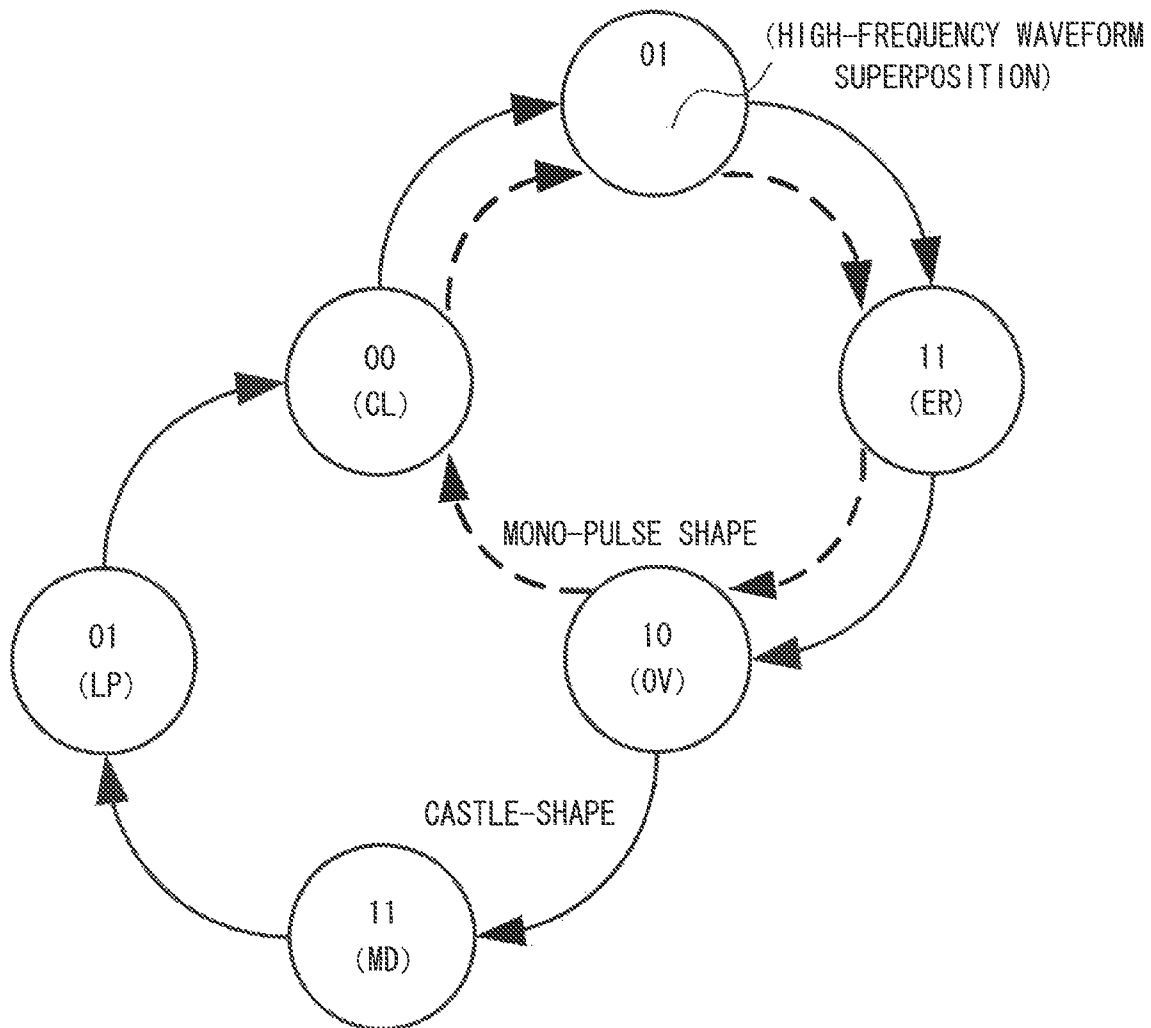 01
(HIGH-FREQUENCY WAVEFORM
SUPERPOSITION)
00
(CL)
11
(ER)
MONO-PULSE SHAPE
01
(LP)
10
(OV)
CASTLE-SHAPE
11
(MD)